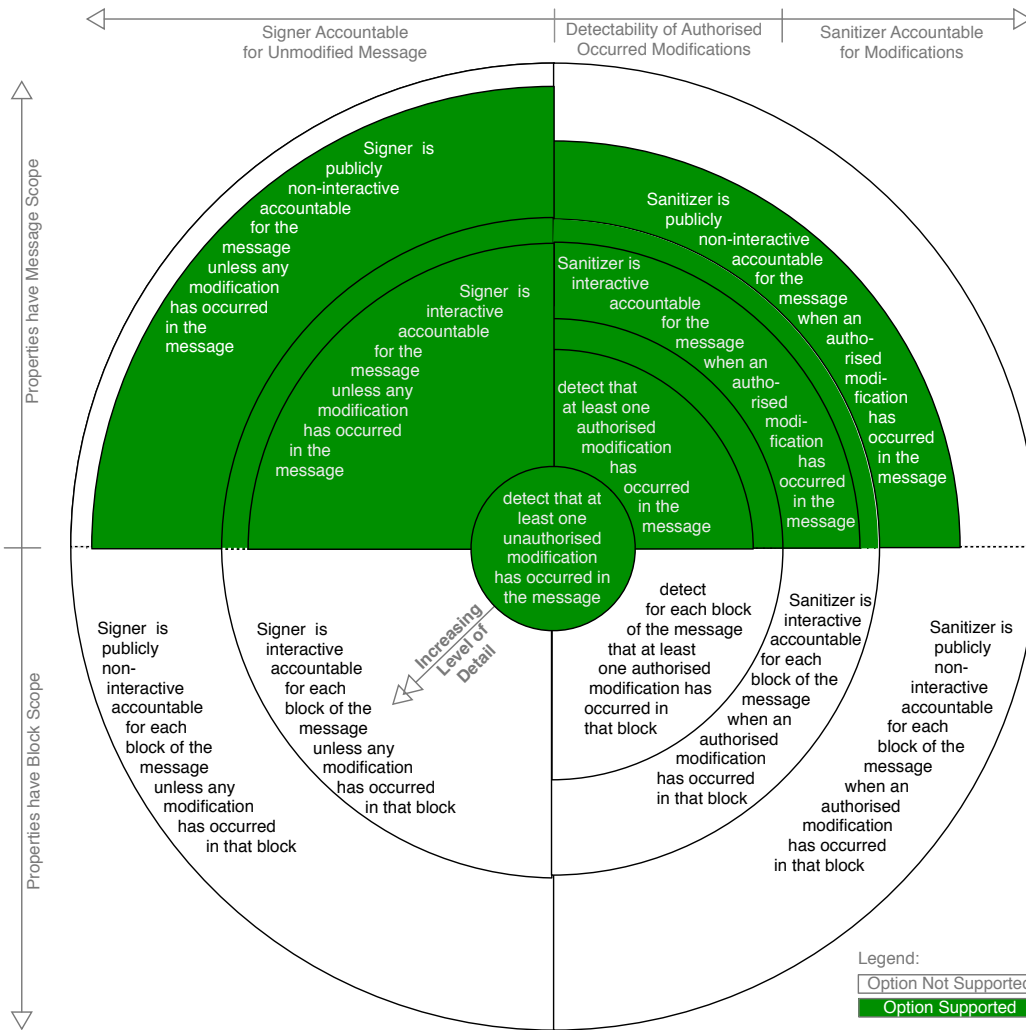 Signer Accountable
for Unmodified Message
Detectability of Authorised
Occurred Modifications
Sanitizer Accountable
for Modifications
Properties have Message Scope
Signer is
publicly
non-interactive
accountable
for the
message
unless any
modification
has occurred
in the
message
Signer is
interactive
accountable
for the
message
unless any
modification
has occurred
in the
message
Sanitizer is
publicly
non-interactive
accountable
for the
message
when an
autho-
rised
modi-
fication
has
occurred
in the
message
Sanitizer is
interactive
accountable
for the
message
when an
autho-
rised
modi-
fication
has
occurred
in the
message
detect that
at least one
authorised
modification
has
occurred
in the
message
detect that at
least one
unauthorised
modification
has occurred in
the message
Properties have Block Scope
Signer is
publicly
non-
interactive
accountable
for each
block of the
message
unless any
modification
has occurred
in that block
Signer is
interactive
accountable
for each
block of the
message
unless any
modification
has occurred
in that block
Increasing
Level of
Detail
detect
for each block
of the message
that at least
one authorised
modification has
occurred in
that block
Sanitizer is
interactive
accountable
for each
block of the
message
when an
authorised
modification
has occurred
in that block
Sanitizer is
publicly
non-
interactive
accountable
for each
block of the
message
when an
authorised
modification
has occurred
in that block
Legend:
Option Not Supported
Option Supported